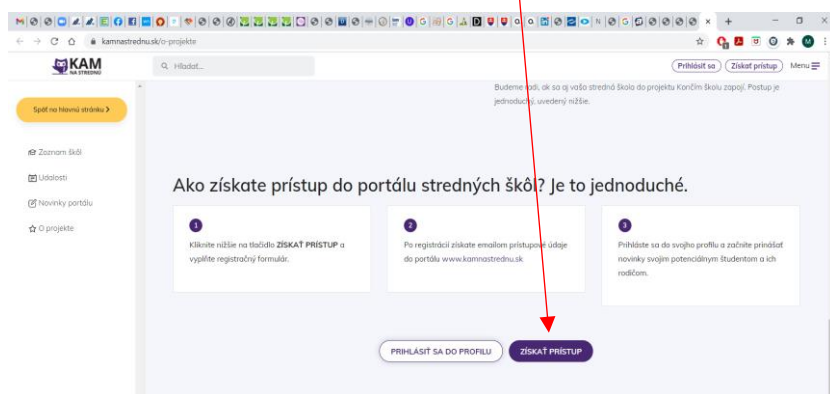 kamnastrednu.sk/o-projekte
KAM
NA STREDNÚ
Hľadať...
Prihlásiť sa
Získať prístup
Menu
Späť na hlavnú stránku
Zoznam škôl
Udalosti
Novinky portálu
O projekte
Budeme radi, ak sa aj vaša stredná škola do projektu Končím školu zapojí. Postup je
jednoduchý, uvedený nižšie.
Ako získate prístup do portálu stredných škôl? Je to jednoduché.
1
Kliknite nižšie na tlačidlo ZÍSKAŤ PRÍSTUP a
vyplňte registračný formulár.
2
Po registrácií získate emailom prístupové údaje
do portálu www.kamnastrednu.sk
3
Prihláste sa do svojho profilu a začnite prinášať
novinky svojim potenciálnym študentom a ich
rodičom.
PRIHLÁSIŤ SA DO PROFILU
ZÍSKAŤ PRÍSTUP